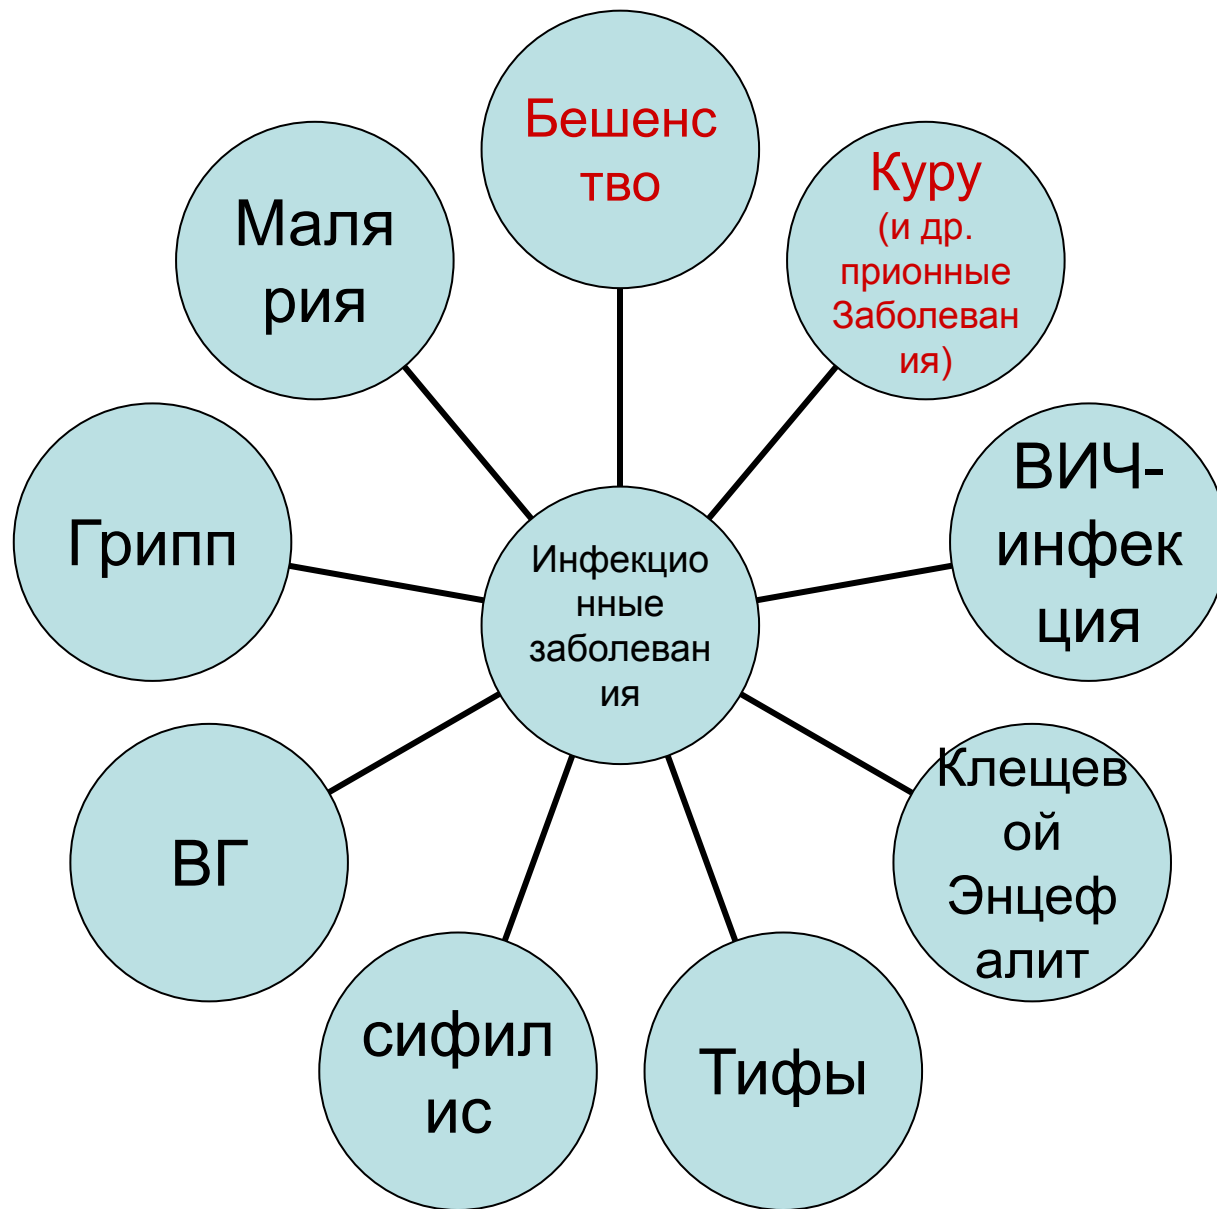 Бешенс
тво
Куру
(и др.
прионные
Заболеван
ия)
ВИЧ-
инфек
ция
Клещев
ой
Энцеф
алит
Тифы
сифил
ис
ВГ
Грипп
Маля
рия
Инфекцио
нные
заболеван
ия